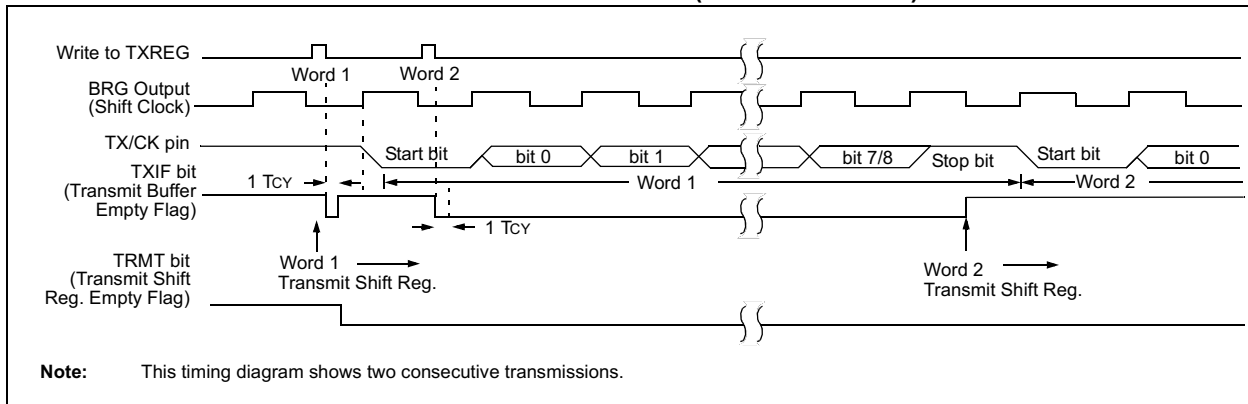 Write to TXREG
Word 1
Word 2
BRG Output
(Shift Clock)
TX/CK pin
Start bit
bit 0
bit 1
bit 7/8
Stop bit
Start bit
bit 0
TXIF bit
(Transmit Buffer
Empty Flag)
1 TCY
Word 1
Word 2
1 TCY
TRMT bit
(Transmit Shift
Reg. Empty Flag)
Word 1
Transmit Shift Reg.
Word 2
Transmit Shift Reg.
Note: This timing diagram shows two consecutive transmissions.